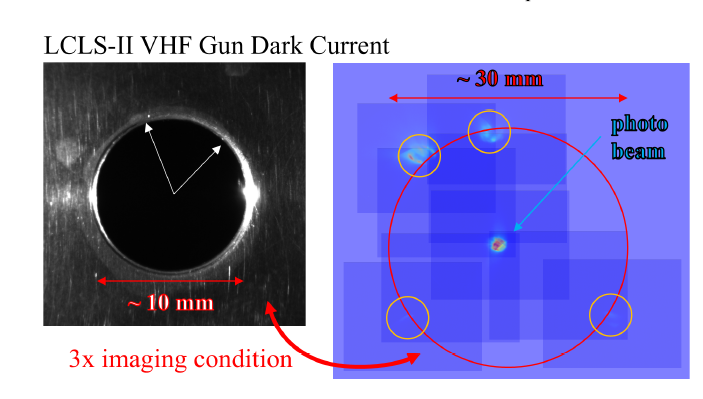 LCLS-II VHF Gun Dark Current
~ 30 mm
photo
beam
~ 10 mm
3x imaging condition